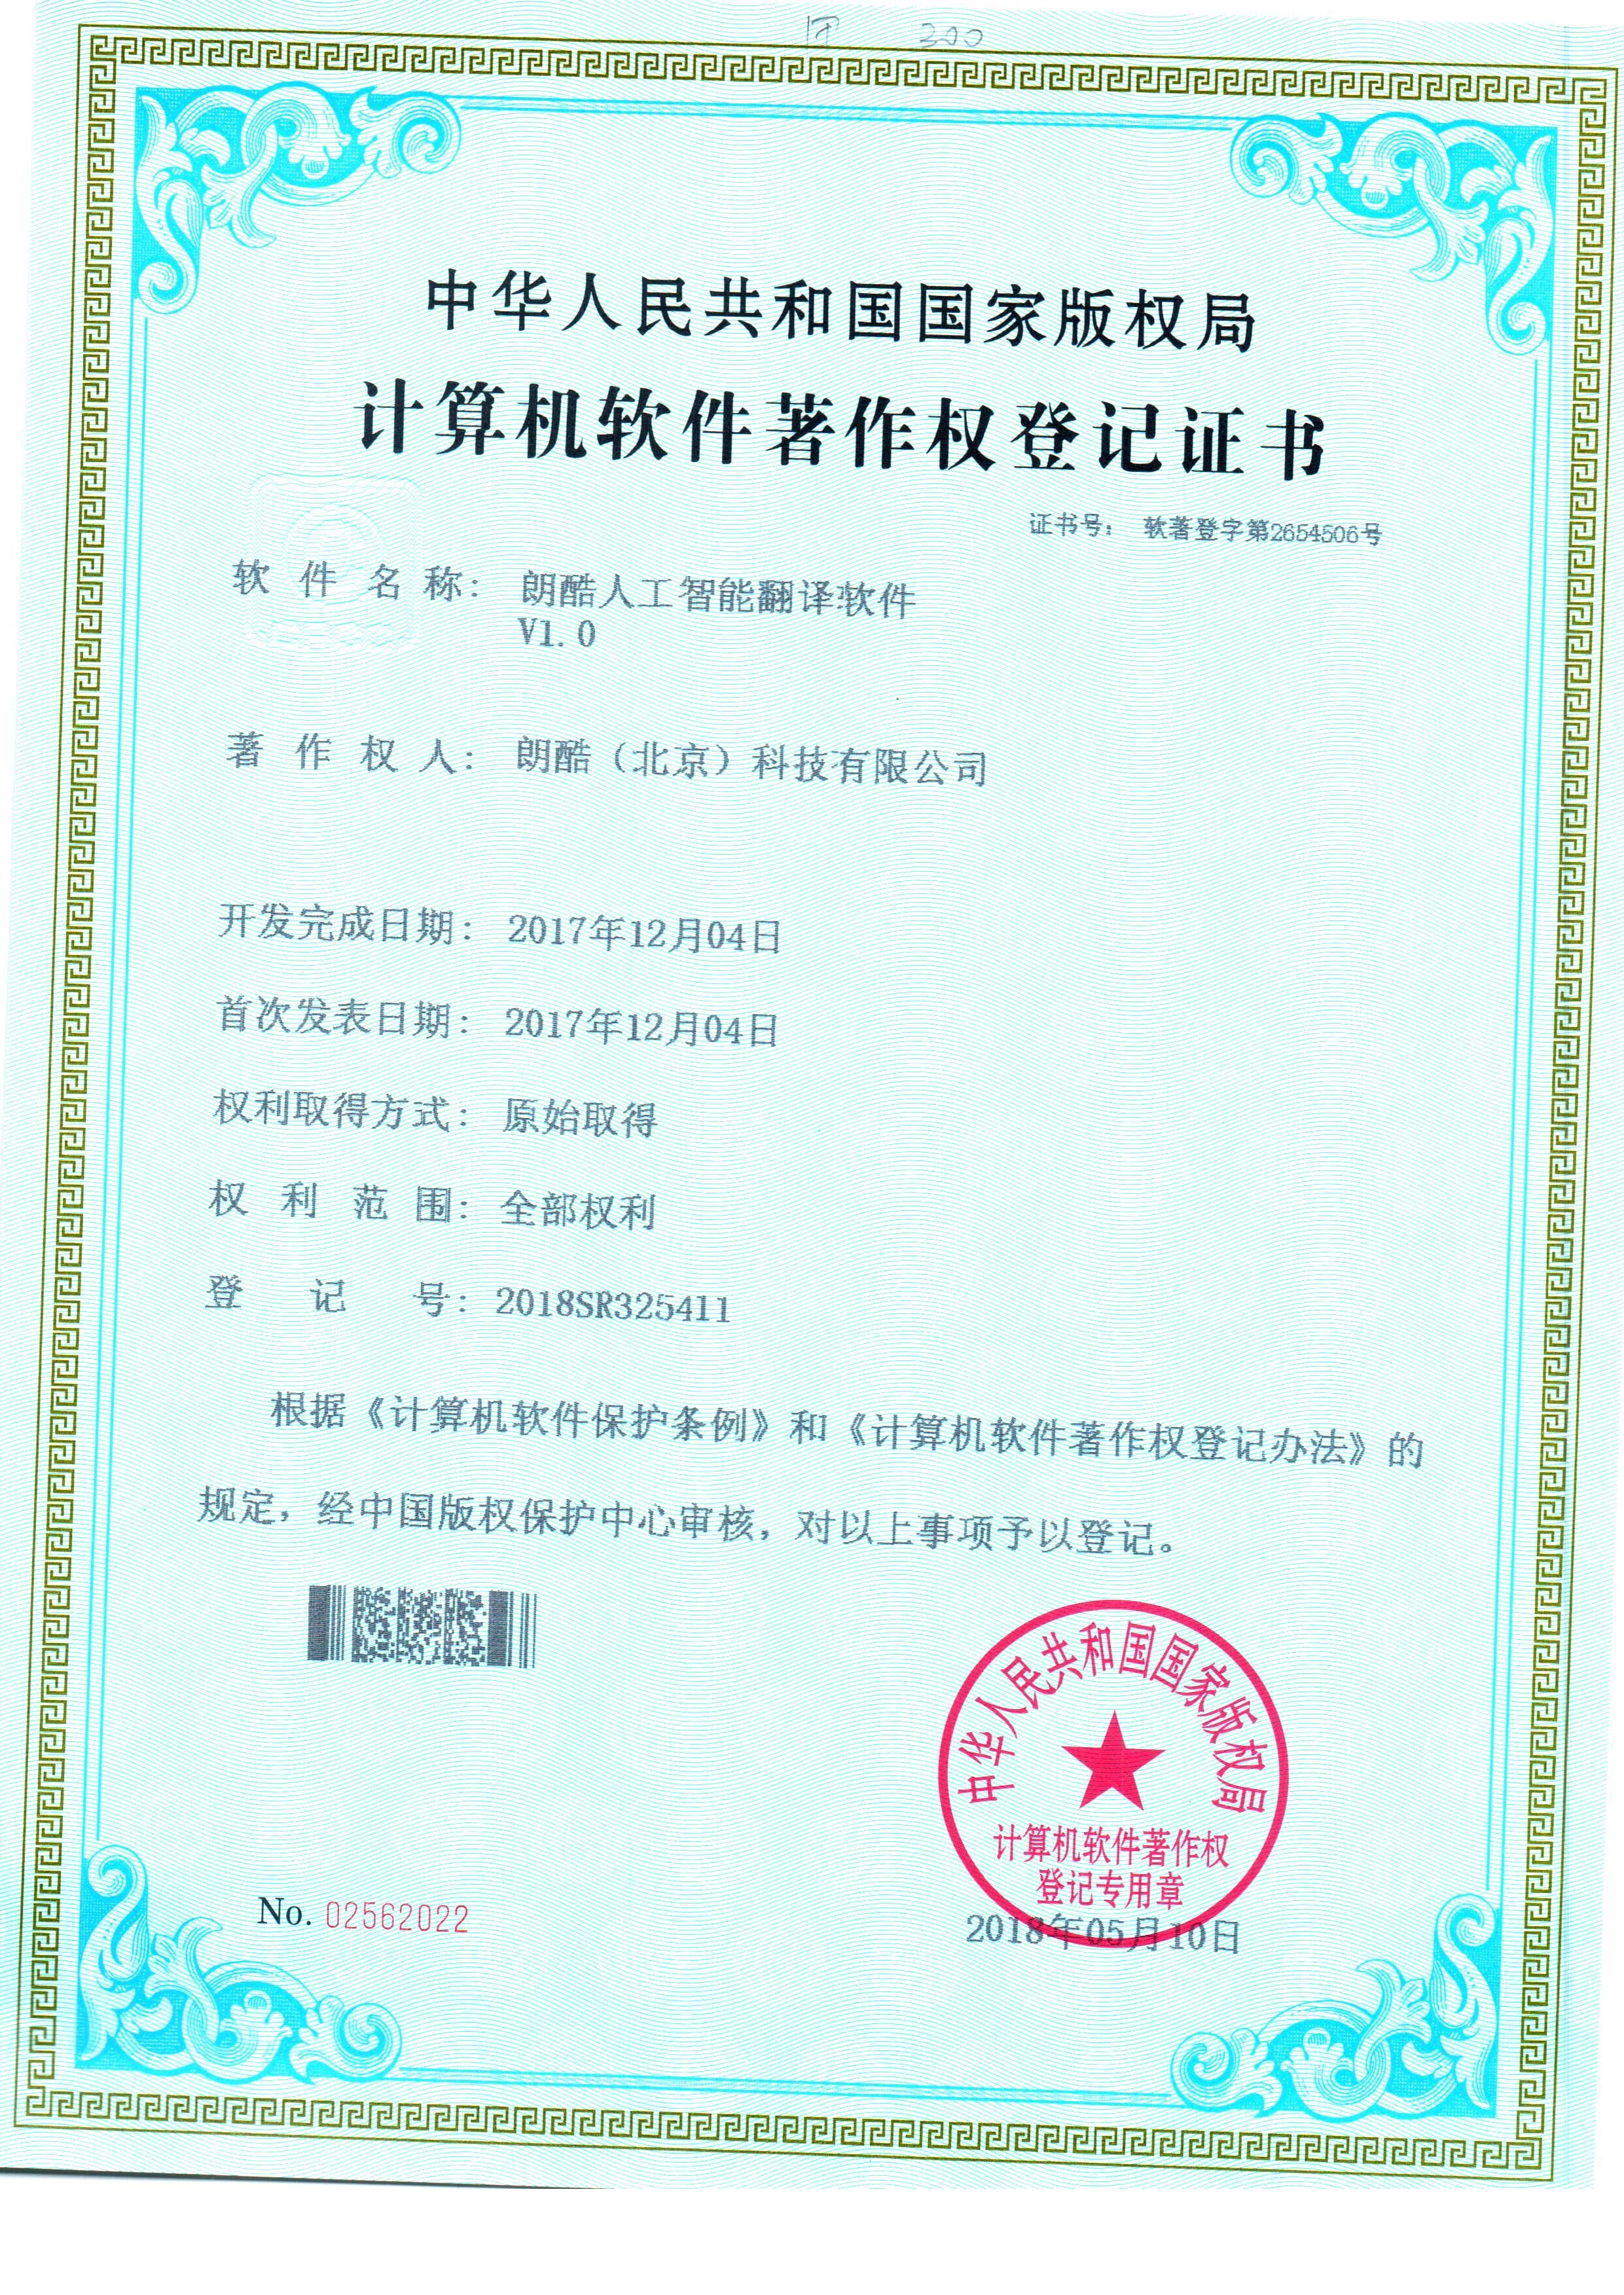 300
中华人民共和国国家版权局
计算机软件著作权登记证书
证书号： 软著登字第2654506号
软件名称： 朗酷人工智能翻译软件
V1.0
著作权人： 朗酷（北京）科技有限公司
开发完成日期： 2017年12月04日
首次发表日期： 2017年12月04日
权利取得方式： 原始取得
权利范围： 全部权利
登记号： 2018SR325411
根据《计算机软件保护条例》和《计算机软件著作权登记办法》的
规定，经中国版权保护中心审核，对以上事项予以登记。
中华人民共和国国家版权局
计算机软件著作权
登记专用章
No. 02562022
2018年05月10日